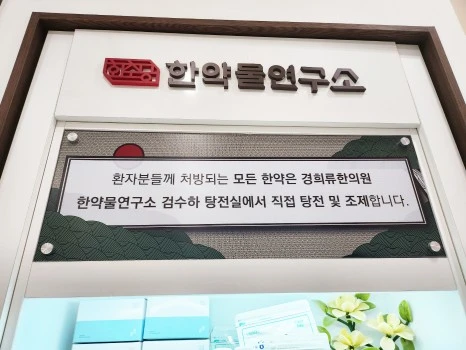 한약물연구소
환자분들께 처방되는 모든 한약은 경희류한의원
한약물연구소 검수하 탕전실에서 직접 탕전 및 조제합니다.